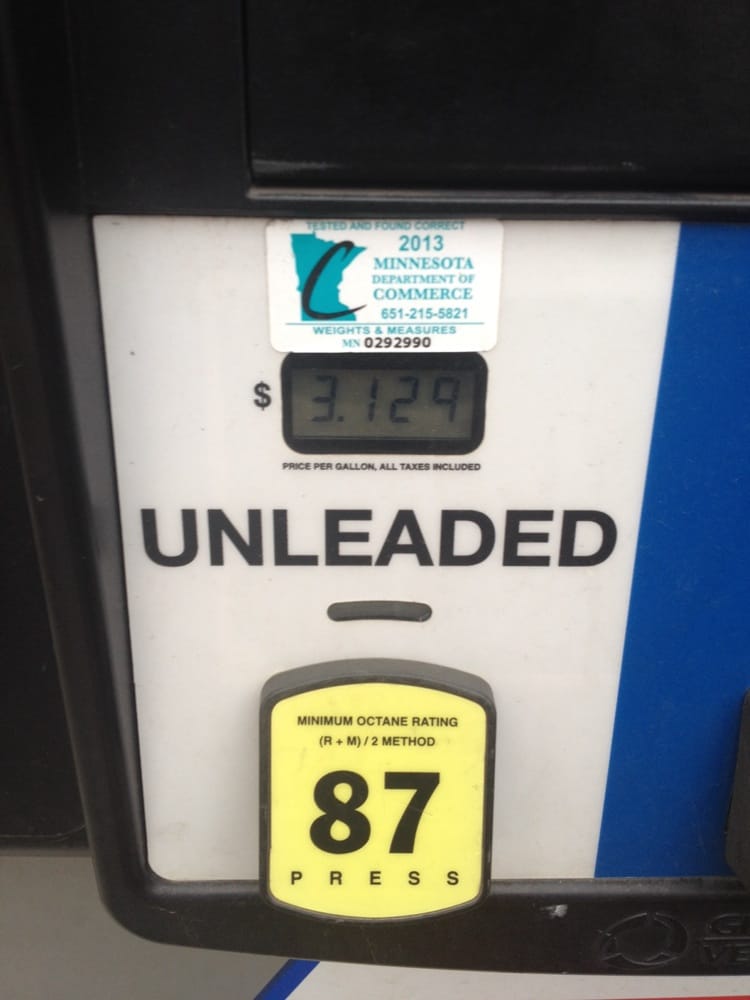 TESTED AND FOUND CORRECT
2013
MINNESOTA
DEPARTMENT OF
COMMERCE
651-215-5821
WEIGHTS & MEASURES
MN 0292990
$ 3.129
PRICE PER GALLON, ALL TAXES INCLUDED
UNLEADED
MINIMUM OCTANE RATING
(R + M) / 2 METHOD
87
PRESS